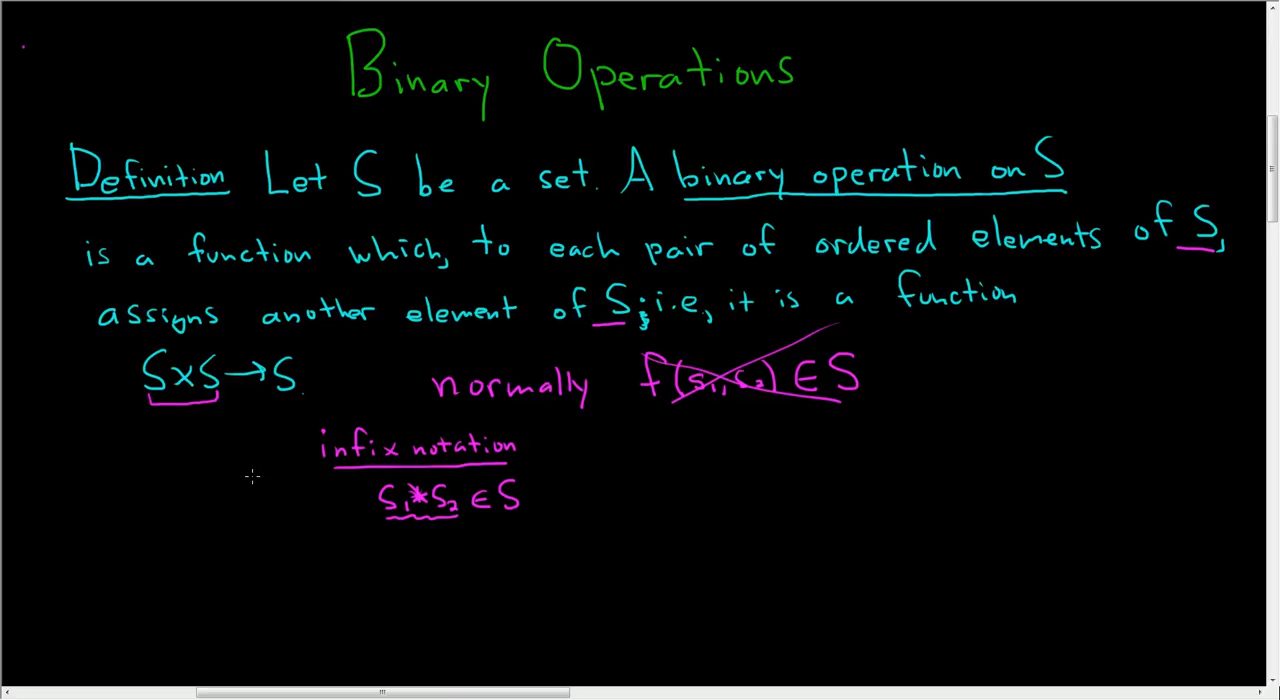 Binary Operations
Definition Let S be a set. A binary operation on S
is a function which, to each pair of ordered elements of S,
assigns another element of S; i.e., it is a function
S×S→S. normally f(s₁,s₂) ∈ S
infix notation
S₁*S₂ ∈ S